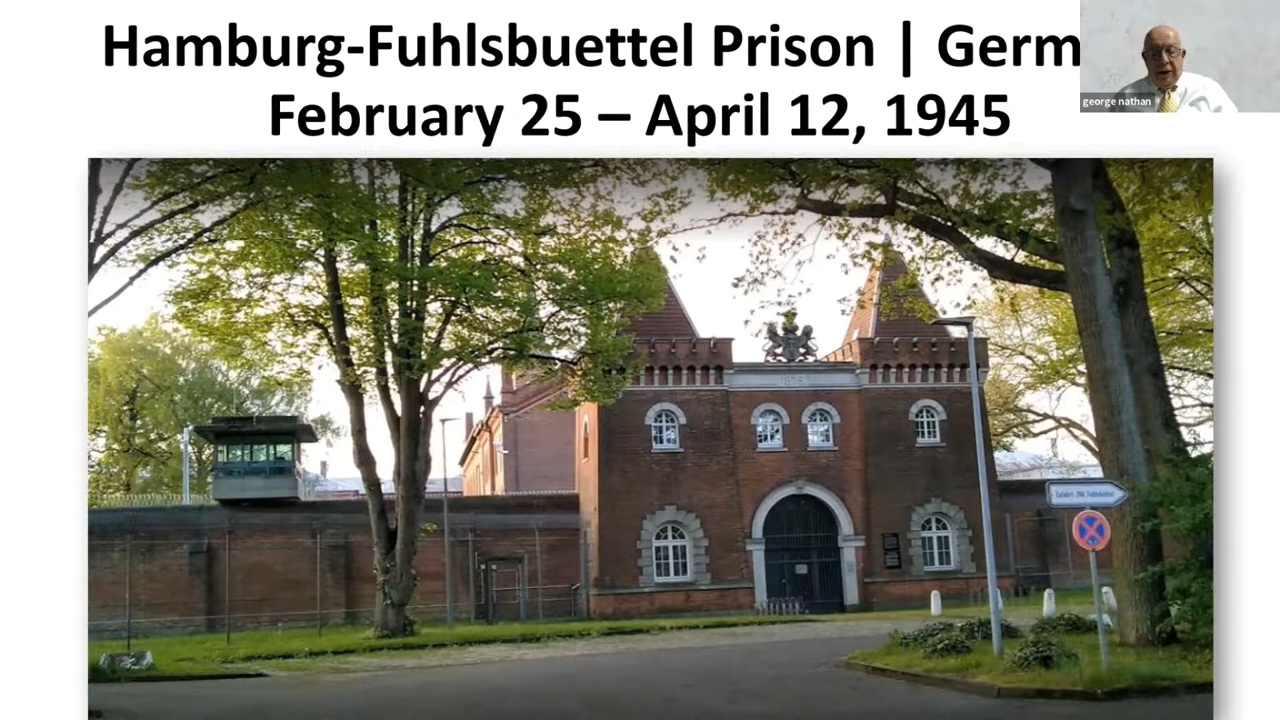 Hamburg-Fuhlsbuettel Prison | Germ
February 25 – April 12, 1945
george nathan